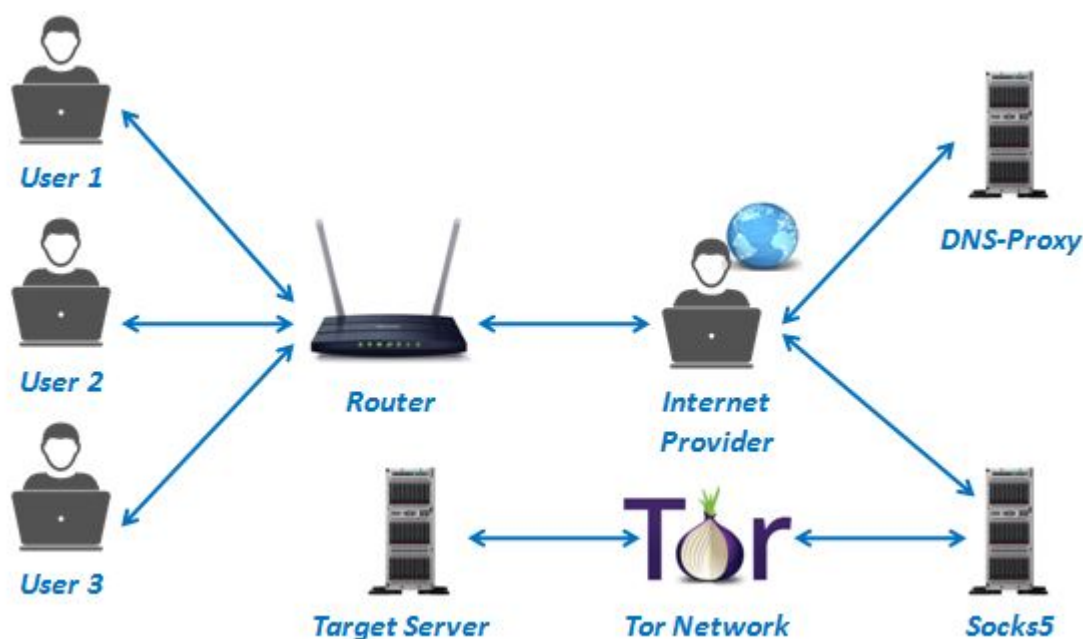 User 1
DNS-Proxy
User 2
Router
Internet
Provider
User 3
Tor
Target Server
Tor Network
Socks5